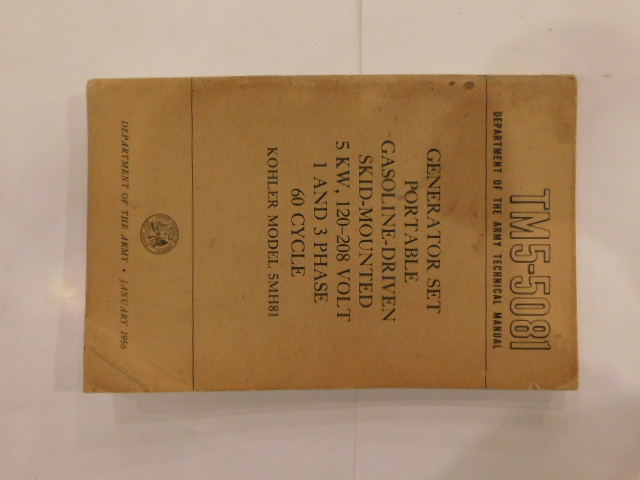 TM5-5081
DEPARTMENT OF THE ARMY TECHNICAL MANUAL
GENERATOR SET
PORTABLE
GASOLINE-DRIVEN
SKID-MOUNTED
5 KW, 120-208 VOLT
1 AND 3 PHASE
60 CYCLE
KOHLER MODEL 5MH81
DEPARTMENT OF THE ARMY • JANUARY 1956